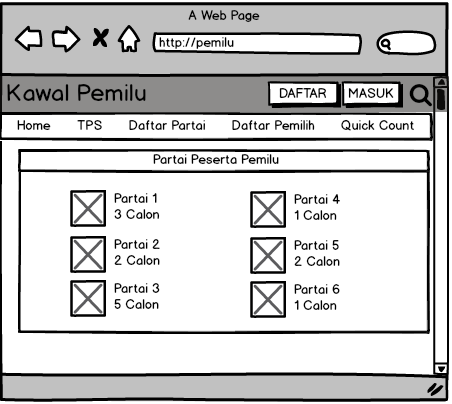 A Web Page
http://pemilu
Kawal Pemilu
DAFTAR
MASUK
Home TPS Daftar Partai Daftar Pemilih Quick Count
Partai Peserta Pemilu
Partai 1
3 Calon
Partai 4
1 Calon
Partai 2
2 Calon
Partai 5
2 Calon
Partai 3
5 Calon
Partai 6
1 Calon